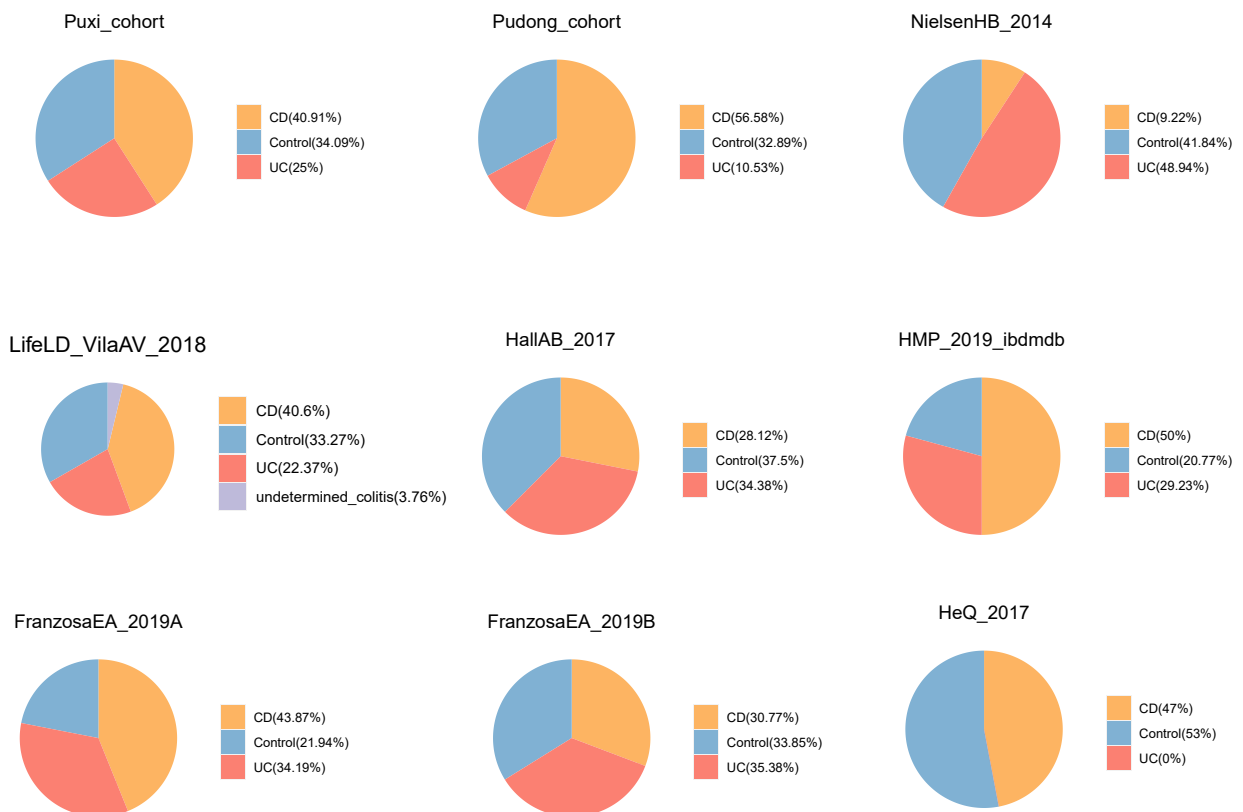 Puxi_cohort
CD(40.91%)
Control(34.09%)
UC(25%)
Pudong_cohort
CD(56.58%)
Control(32.89%)
UC(10.53%)
NielsenHB_2014
CD(9.22%)
Control(41.84%)
UC(48.94%)
LifeLD_VilaAV_2018
CD(40.6%)
Control(33.27%)
UC(22.37%)
undetermined_colitis(3.76%)
HallAB_2017
CD(28.12%)
Control(37.5%)
UC(34.38%)
HMP_2019_ibdmdb
CD(50%)
Control(20.77%)
UC(29.23%)
FranzosaEA_2019A
CD(43.87%)
Control(21.94%)
UC(34.19%)
FranzosaEA_2019B
CD(30.77%)
Control(33.85%)
UC(35.38%)
HeQ_2017
CD(47%)
Control(53%)
UC(0%)